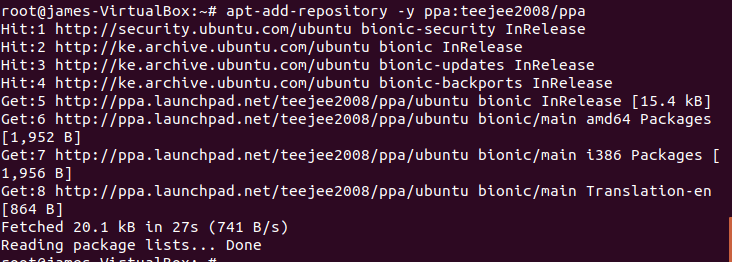 root@james-VirtualBox:~# apt-add-repository -y ppa:teejee2008/ppa
Hit:1 http://security.ubuntu.com/ubuntu bionic-security InRelease
Hit:2 http://ke.archive.ubuntu.com/ubuntu bionic InRelease
Hit:3 http://ke.archive.ubuntu.com/ubuntu bionic-updates InRelease
Hit:4 http://ke.archive.ubuntu.com/ubuntu bionic-backports InRelease
Get:5 http://ppa.launchpad.net/teejee2008/ppa/ubuntu bionic InRelease [15.4 kB]
Get:6 http://ppa.launchpad.net/teejee2008/ppa/ubuntu bionic/main amd64 Packages
[1,952 B]
Get:7 http://ppa.launchpad.net/teejee2008/ppa/ubuntu bionic/main i386 Packages [
1,956 B]
Get:8 http://ppa.launchpad.net/teejee2008/ppa/ubuntu bionic/main Translation-en
[864 B]
Fetched 20.1 kB in 27s (741 B/s)
Reading package lists... Done
root@james-VirtualBox:~#